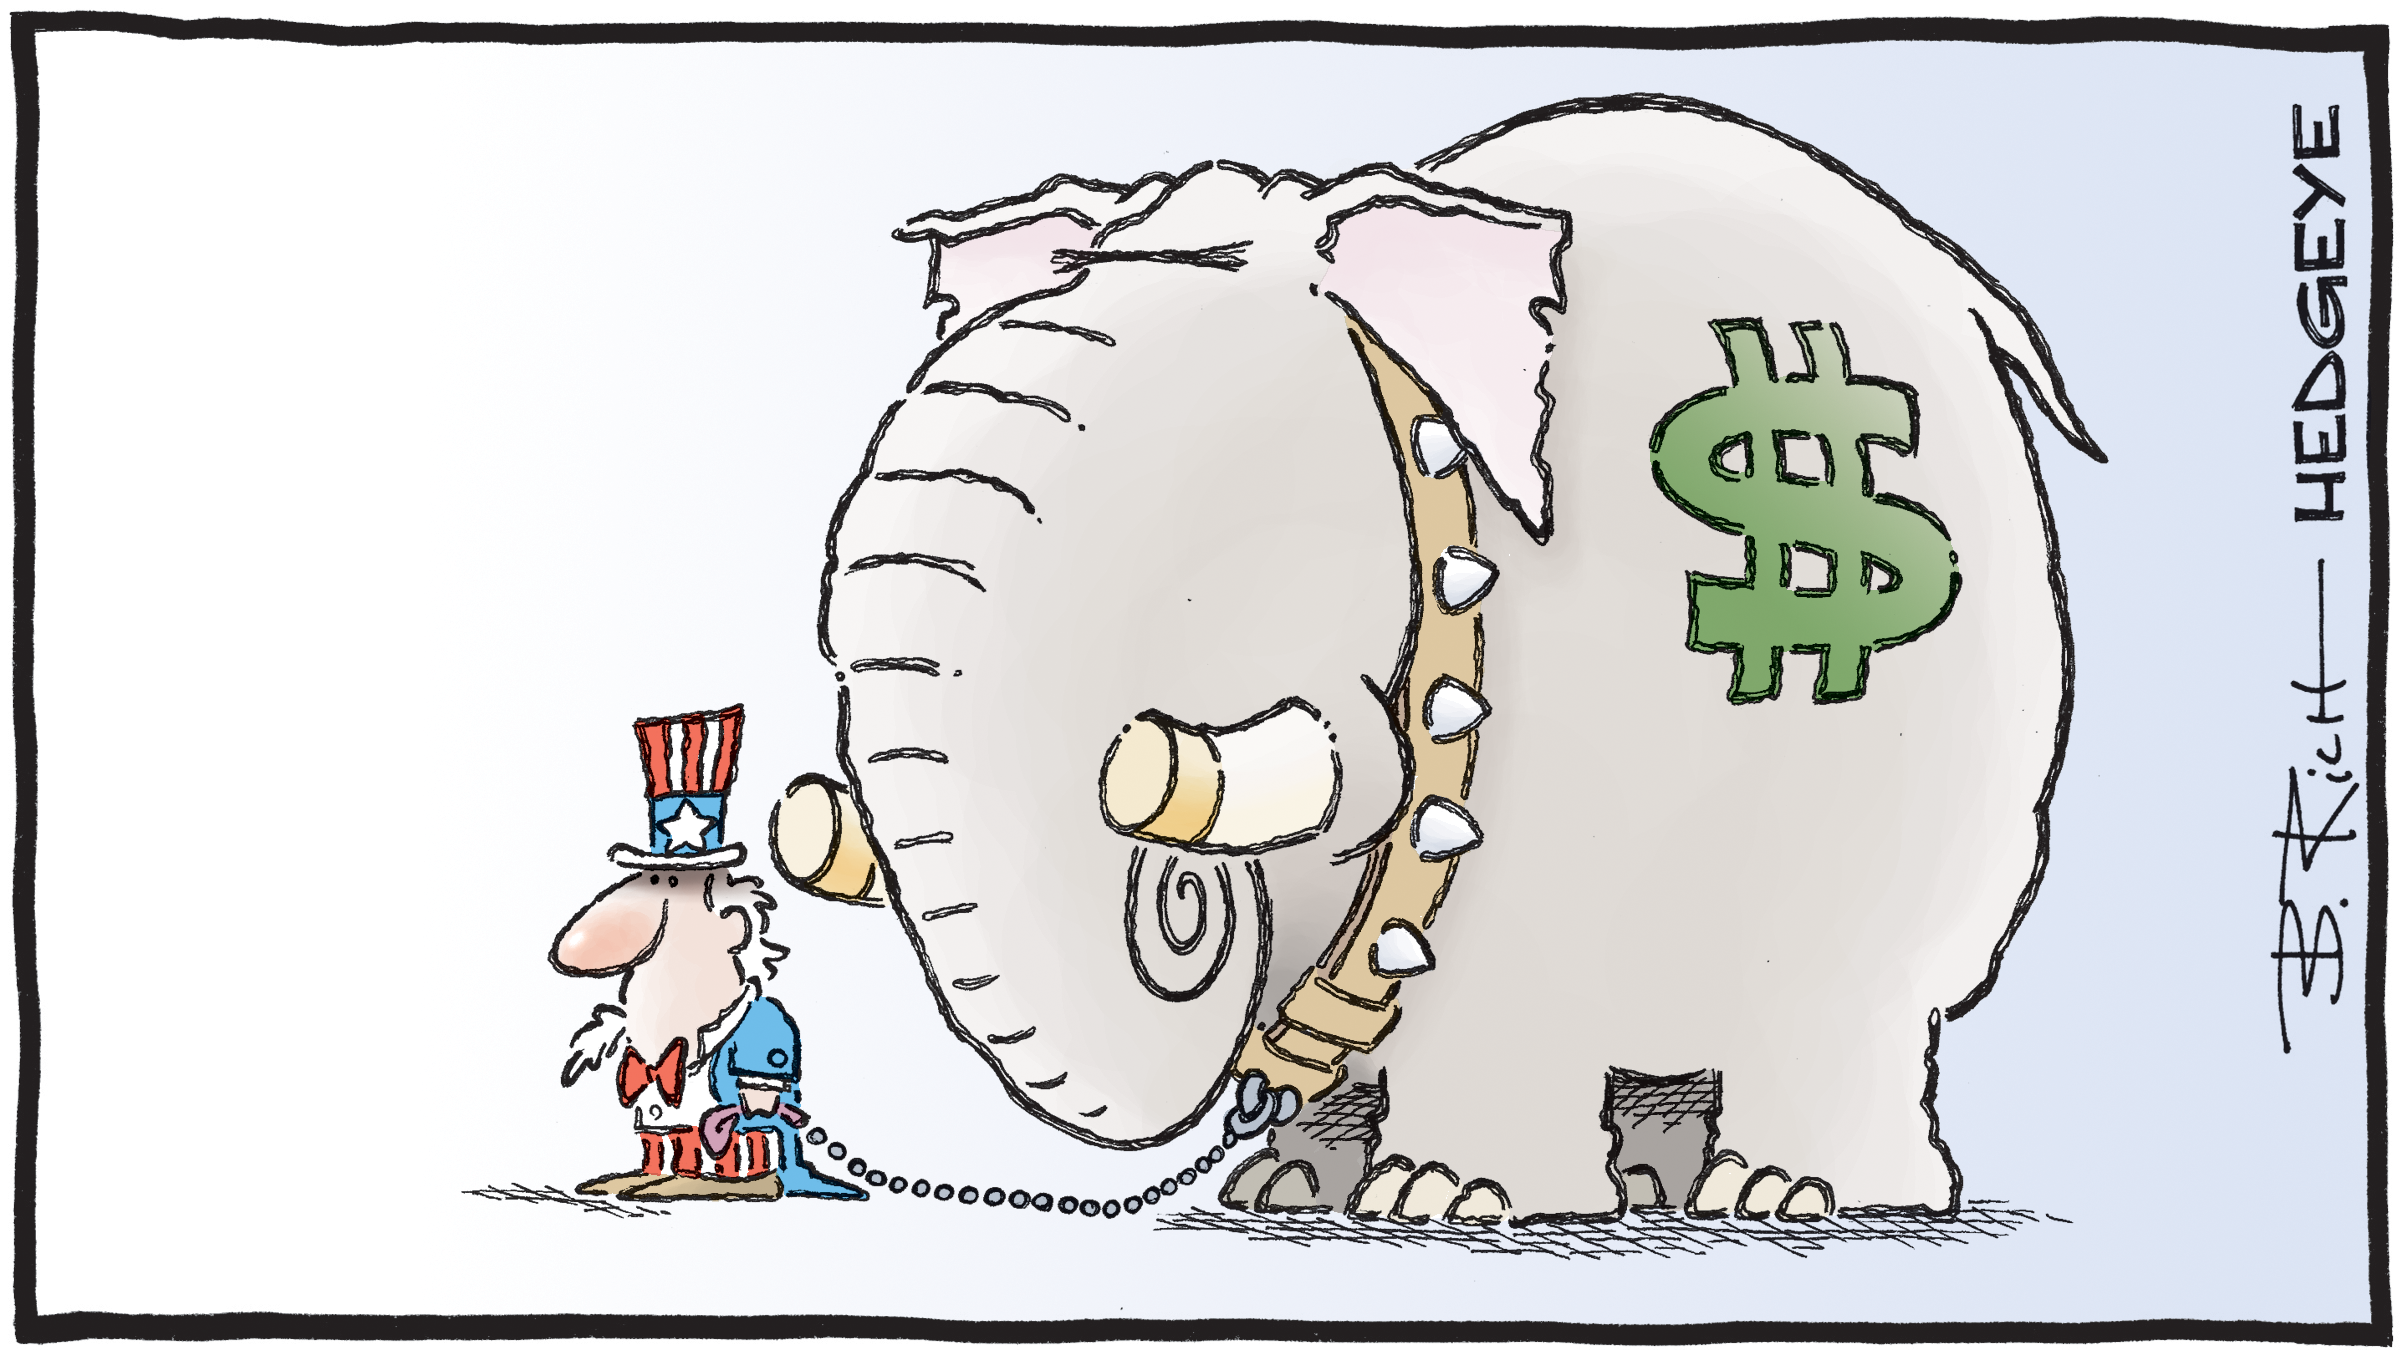 $
B. Rich — HEDGEYE